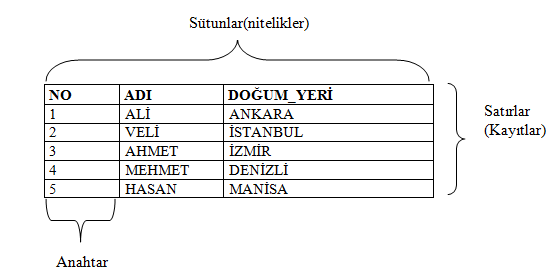 Sütunlar(nitelikler)
NO ADI DOĞUM_YERİ
1 ALİ ANKARA
2 VELİ İSTANBUL
3 AHMET İZMİR
4 MEHMET DENİZLİ
5 HASAN MANİSA
Satırlar
(Kayıtlar)
Anahtar